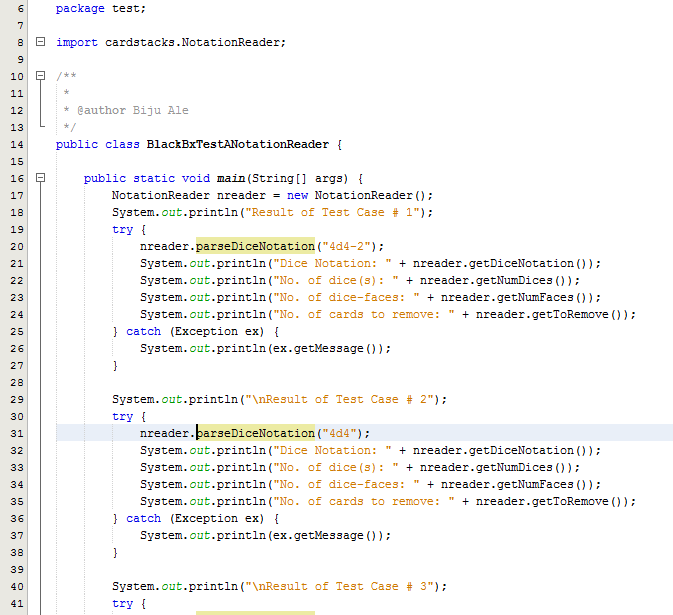 6 package test;
7
8 import cardstacks.NotationReader;
9
10 /**
11 *
12 * @author Biju Ale
13 */
14 public class BlackBxTestANotationReader {
15
16 public static void main(String[] args) {
17 NotationReader nreader = new NotationReader();
18 System.out.println("Result of Test Case # 1");
19 try {
20 nreader.parseDiceNotation("4d4-2");
21 System.out.println("Dice Notation: " + nreader.getDiceNotation());
22 System.out.println("No. of dice(s): " + nreader.getNumDices());
23 System.out.println("No. of dice-faces: " + nreader.getNumFaces());
24 System.out.println("No. of cards to remove: " + nreader.getToRemove());
25 } catch (Exception ex) {
26 System.out.println(ex.getMessage());
27 }
28
29 System.out.println("\nResult of Test Case # 2");
30 try {
31 nreader.parseDiceNotation("4d4");
32 System.out.println("Dice Notation: " + nreader.getDiceNotation());
33 System.out.println("No. of dice(s): " + nreader.getNumDices());
34 System.out.println("No. of dice-faces: " + nreader.getNumFaces());
35 System.out.println("No. of cards to remove: " + nreader.getToRemove());
36 } catch (Exception ex) {
37 System.out.println(ex.getMessage());
38 }
39
40 System.out.println("\nResult of Test Case # 3");
41 try {